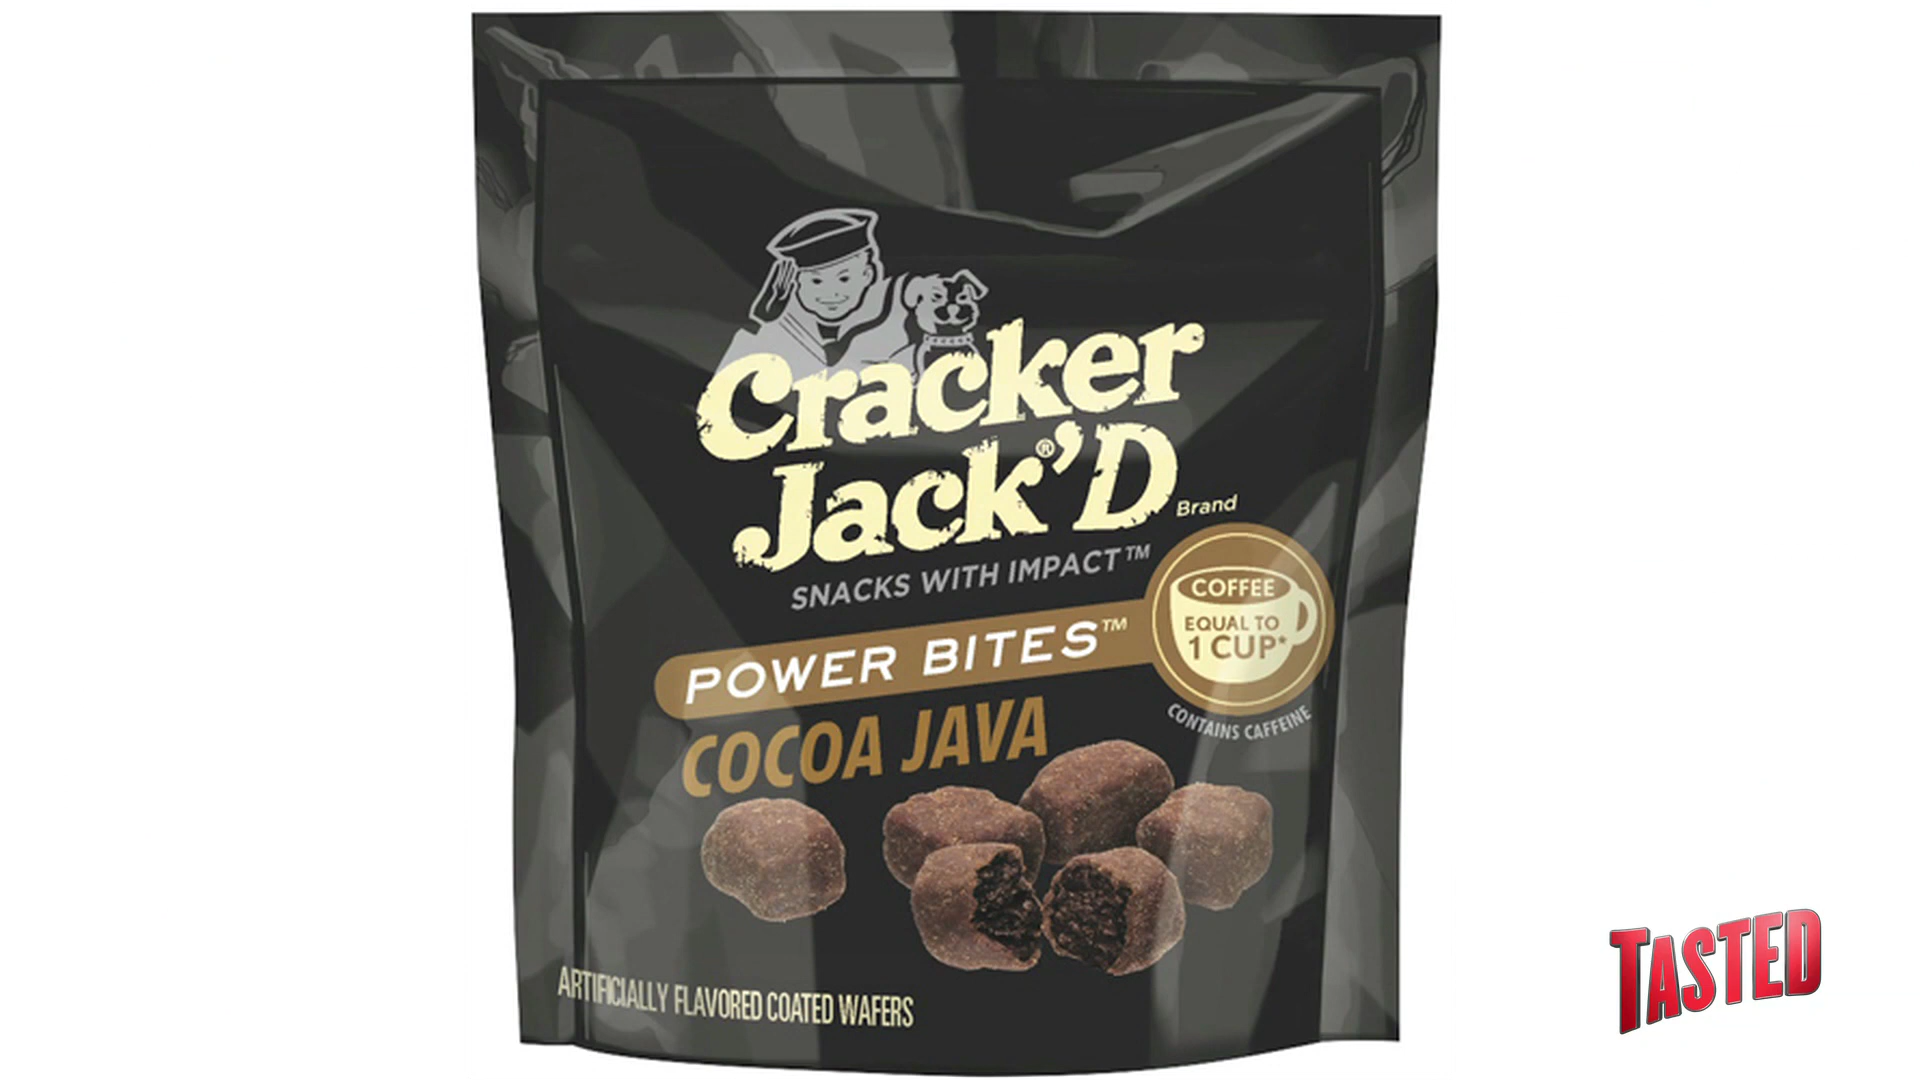 Cracker
Jack'D®
Brand
SNACKS WITH IMPACT™
POWER BITES™
COFFEE
EQUAL TO
1 CUP*
CONTAINS CAFFEINE
COCOA JAVA
ARTIFICIALLY FLAVORED COATED WAFERS
TASTED